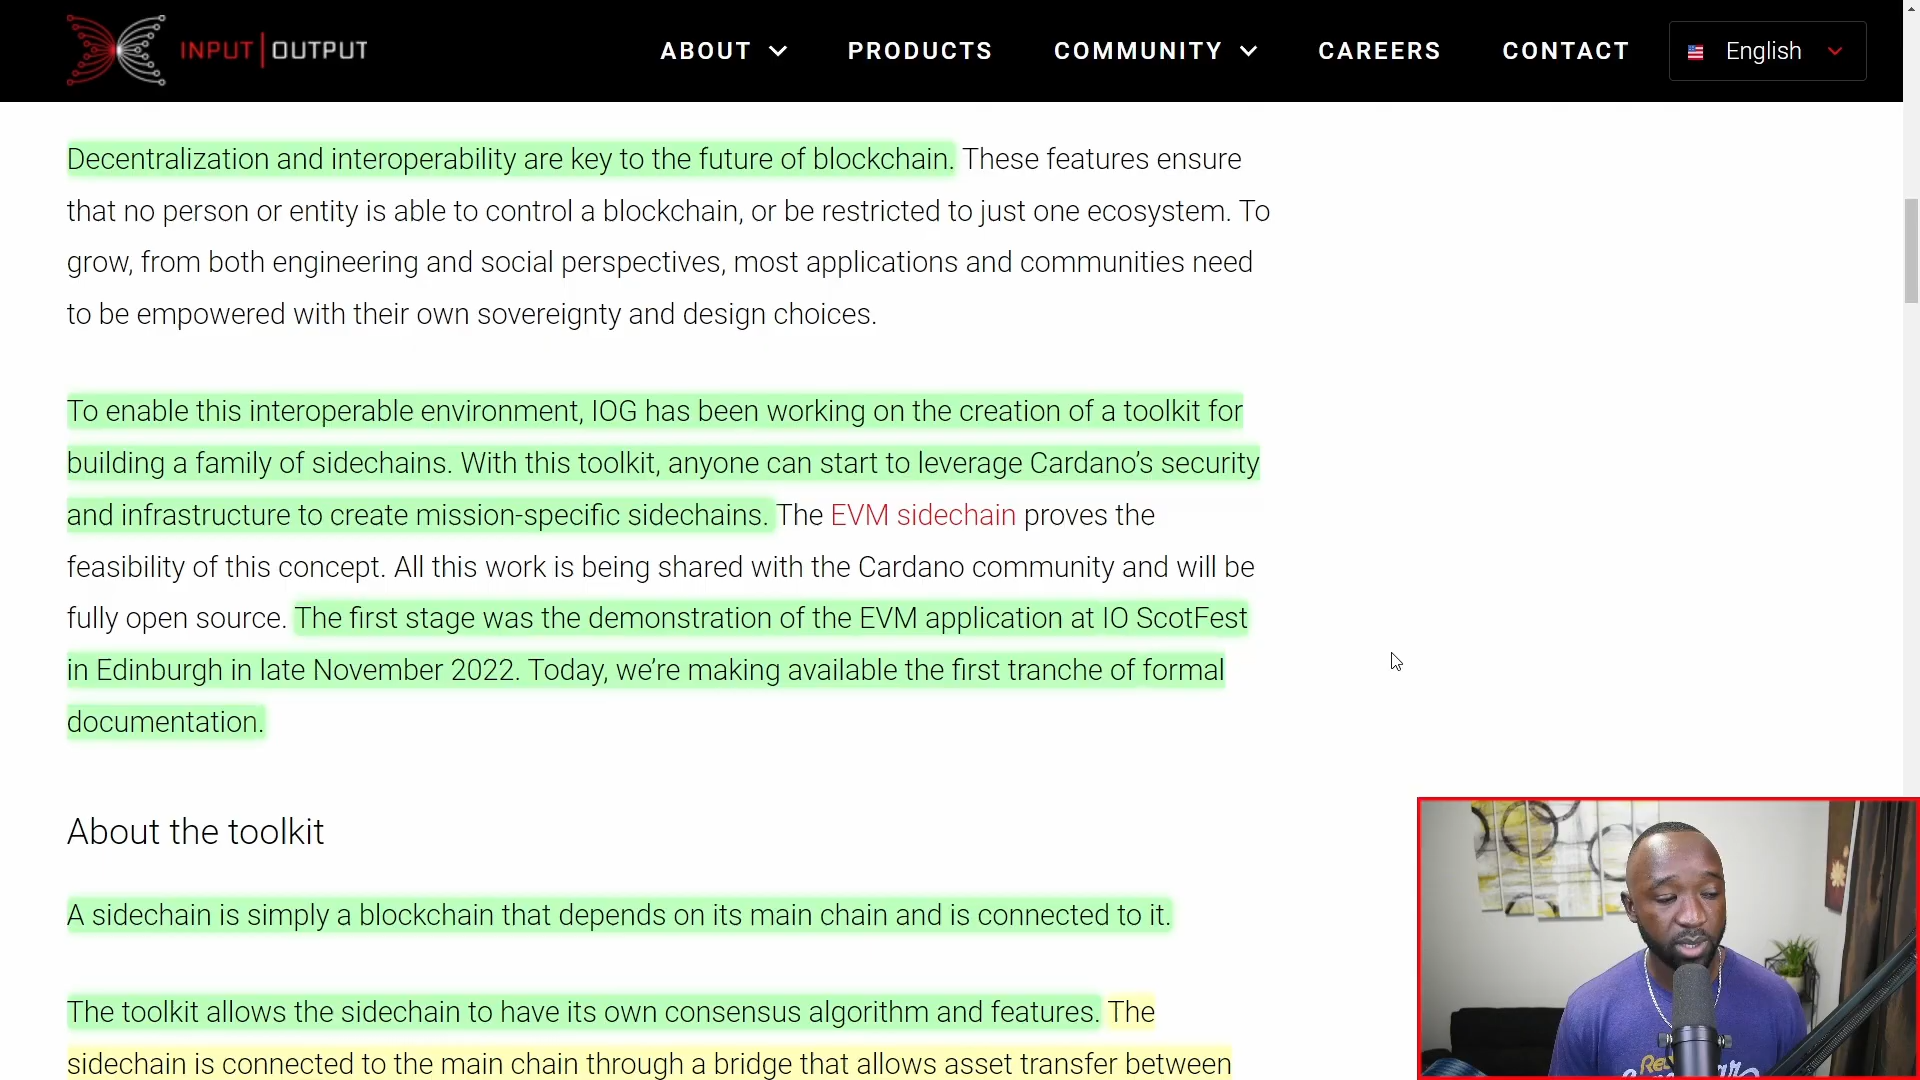 INPUT | OUTPUT
ABOUT PRODUCTS COMMUNITY CAREERS CONTACT English
Decentralization and interoperability are key to the future of blockchain. These features ensure
that no person or entity is able to control a blockchain, or be restricted to just one ecosystem. To
grow, from both engineering and social perspectives, most applications and communities need
to be empowered with their own sovereignty and design choices.
To enable this interoperable environment, IOG has been working on the creation of a toolkit for
building a family of sidechains. With this toolkit, anyone can start to leverage Cardano’s security
and infrastructure to create mission-specific sidechains. The EVM sidechain proves the
feasibility of this concept. All this work is being shared with the Cardano community and will be
fully open source. The first stage was the demonstration of the EVM application at IO ScotFest
in Edinburgh in late November 2022. Today, we’re making available the first tranche of formal
documentation.
About the toolkit
A sidechain is simply a blockchain that depends on its main chain and is connected to it.
The toolkit allows the sidechain to have its own consensus algorithm and features. The
sidechain is connected to the main chain through a bridge that allows asset transfer between